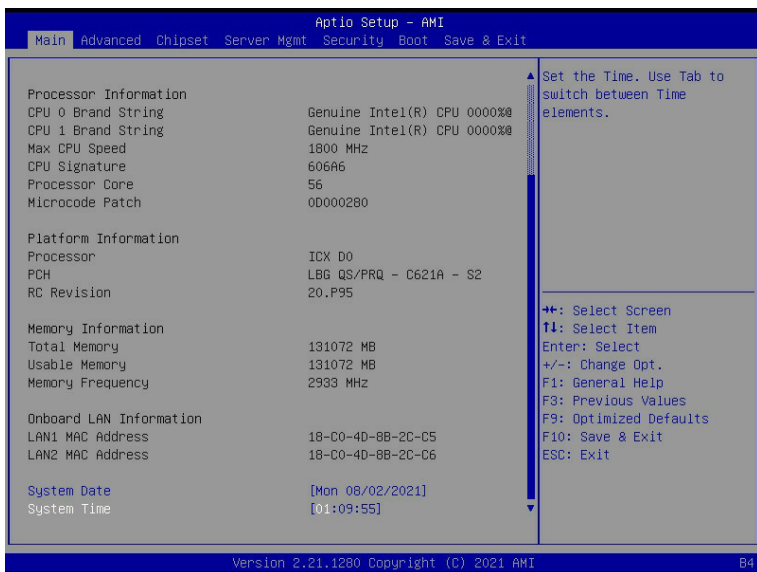 Aptio Setup - AMI
Main Advanced Chipset Server Mgmt Security Boot Save & Exit
Processor Information
CPU 0 Brand String Genuine Intel(R) CPU 0000%@
CPU 1 Brand String Genuine Intel(R) CPU 0000%@
Max CPU Speed 1800 MHz
CPU Signature 606A6
Processor Core 56
Microcode Patch 0D000280
Platform Information
Processor ICX D0
PCH LBG QS/PRQ - C621A - S2
RC Revision 20.P95
Memory Information
Total Memory 131072 MB
Usable Memory 131072 MB
Memory Frequency 2933 MHz
Onboard LAN Information
LAN1 MAC Address 18-C0-4D-8B-2C-C5
LAN2 MAC Address 18-C0-4D-8B-2C-C6
System Date [Mon 08/02/2021]
System Time [01:09:55]
Set the Time. Use Tab to
switch between Time
elements.
→←: Select Screen
↑↓: Select Item
Enter: Select
+/-: Change Opt.
F1: General Help
F3: Previous Values
F9: Optimized Defaults
F10: Save & Exit
ESC: Exit
Version 2.21.1280 Copyright (C) 2021 AMI
B4